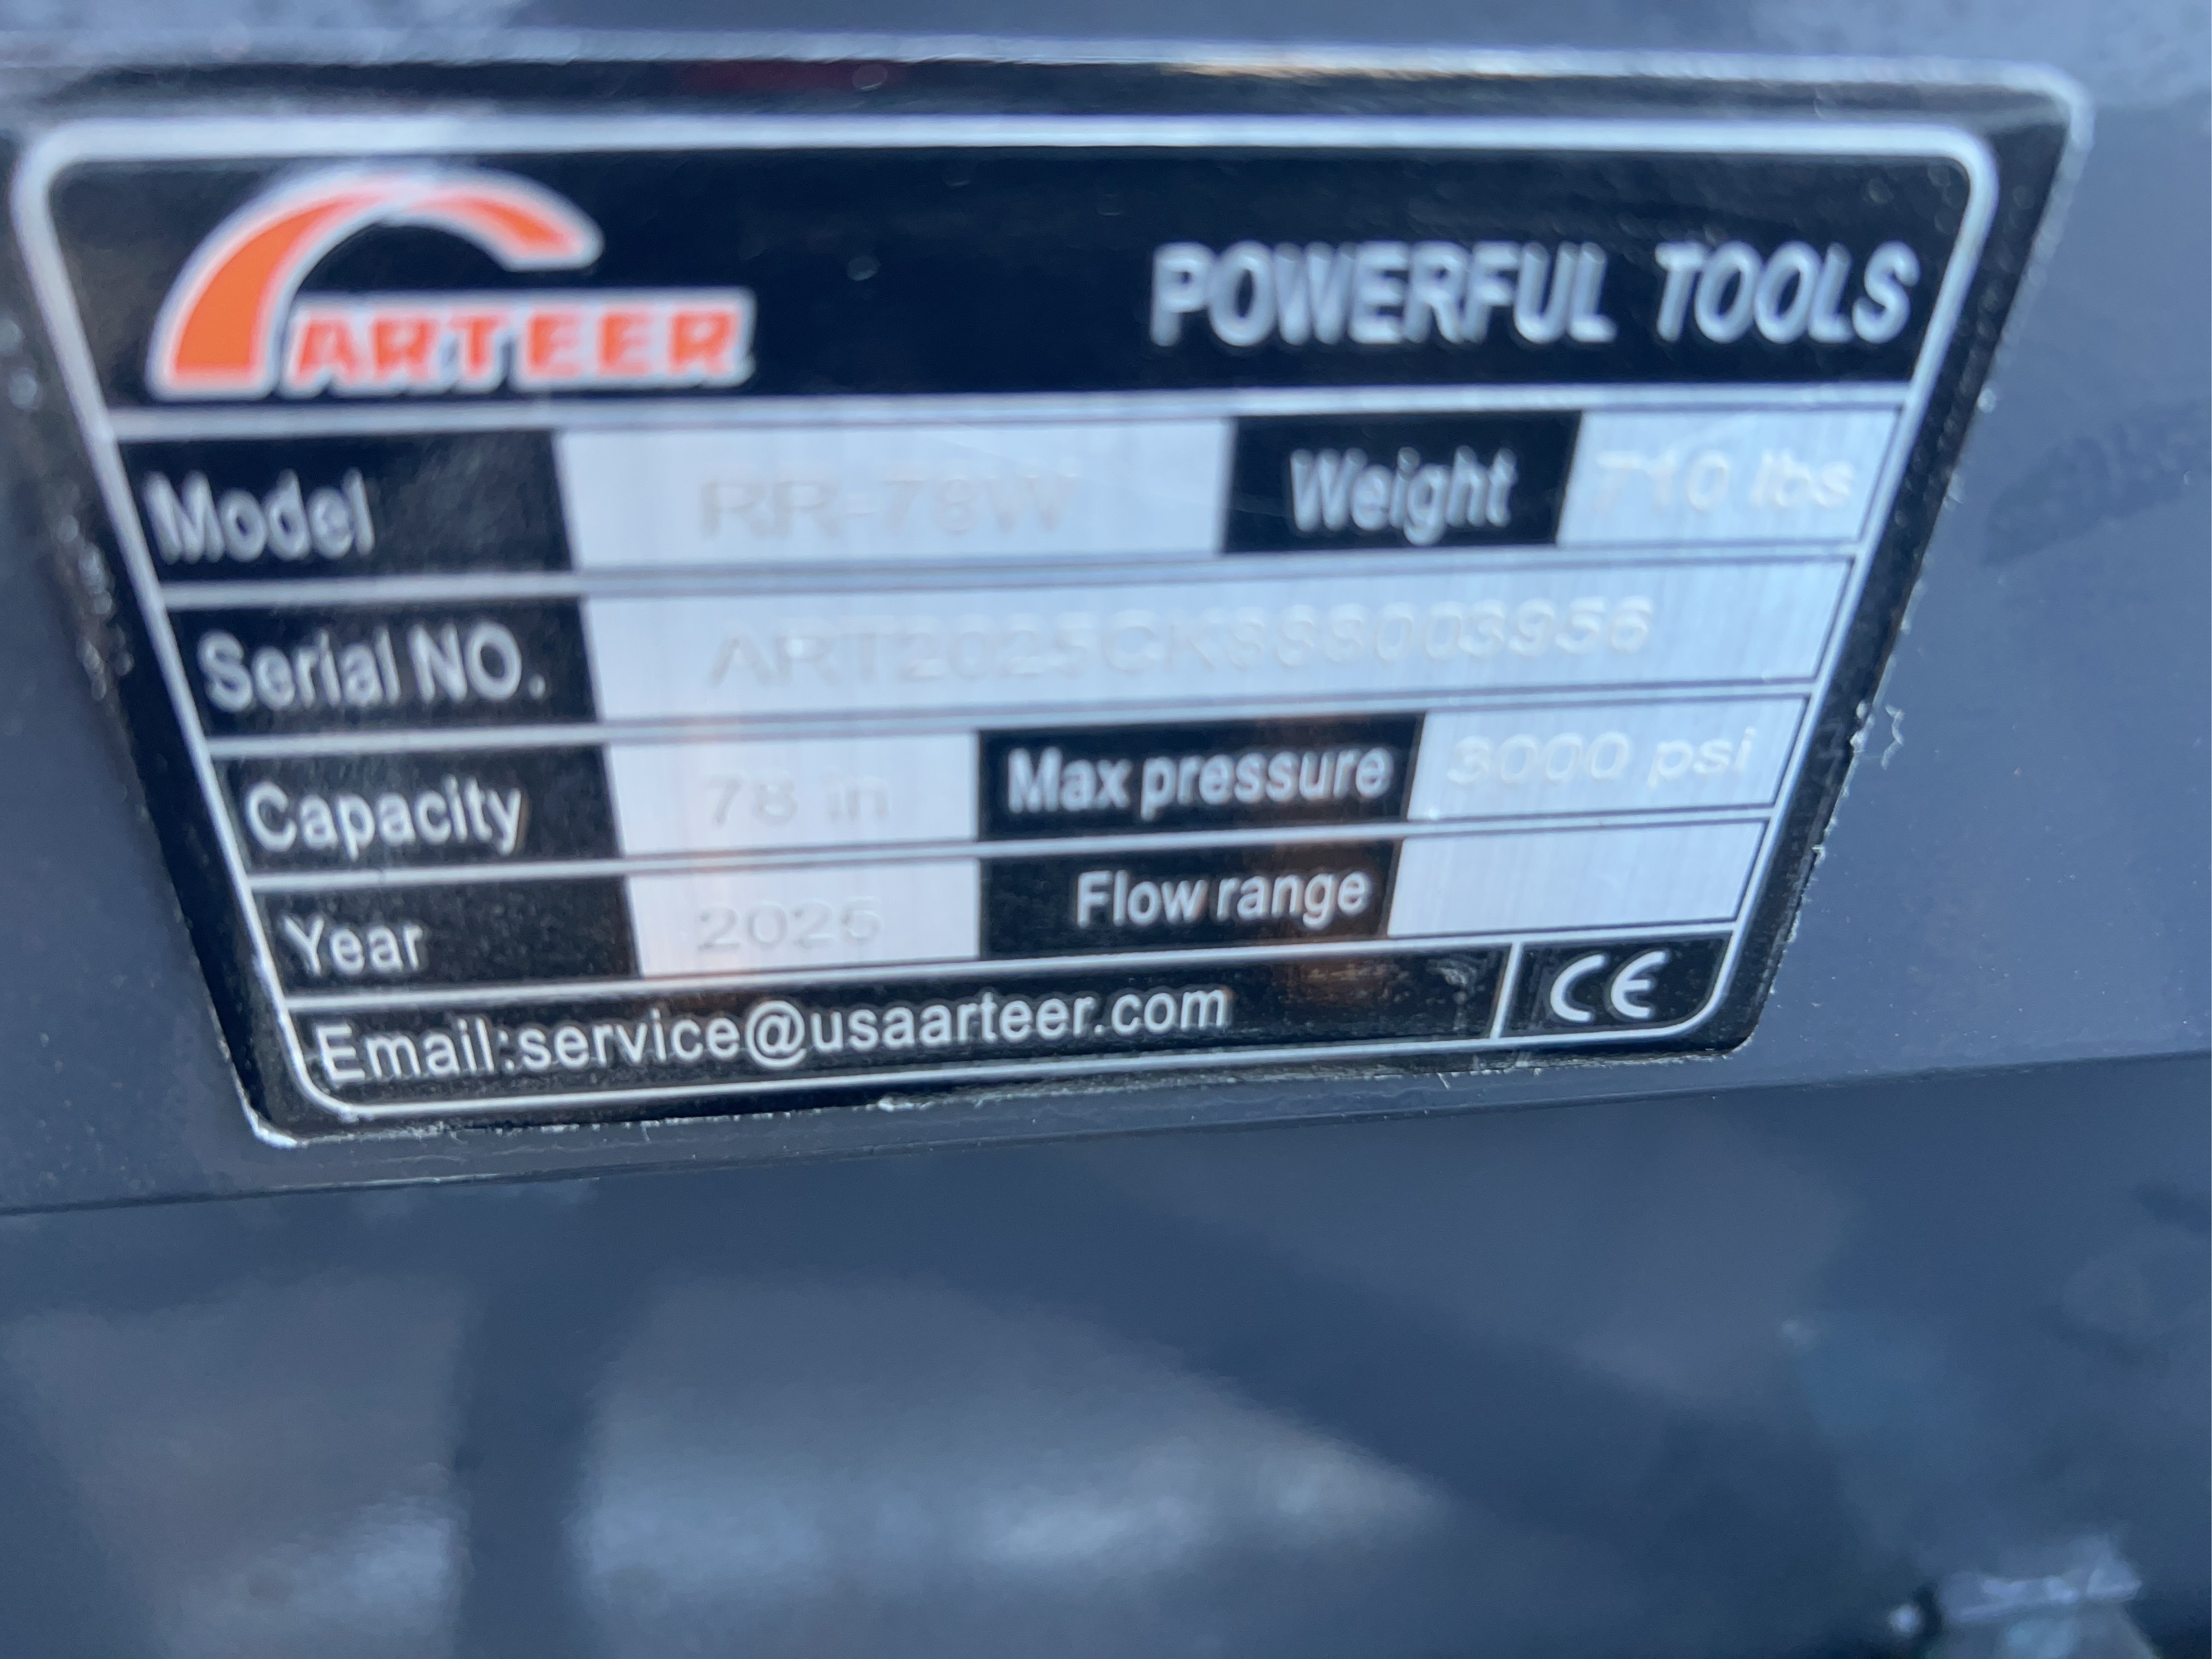 ARTEER POWERFUL TOOLS
Model RR-78W Weight 710 lbs
Serial NO. ART2025CK888003956
Capacity 78 in Max pressure 3000 psi
Year 2025 Flow range
Email:service@usaarteer.com CE